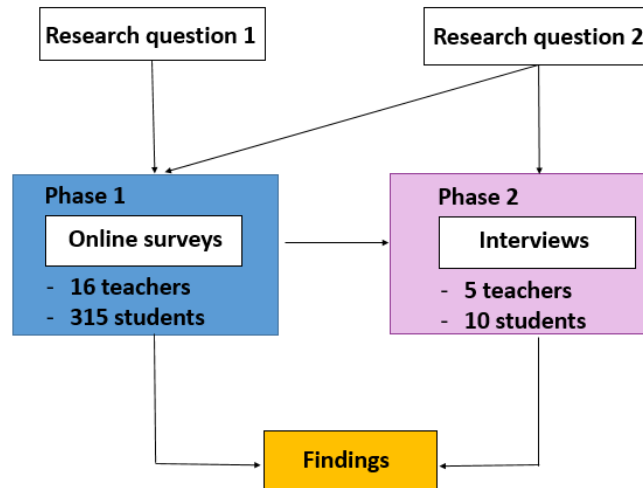 Research question 1
Research question 2
Phase 1
Online surveys
- 16 teachers
- 315 students
Phase 2
Interviews
- 5 teachers
- 10 students
Findings